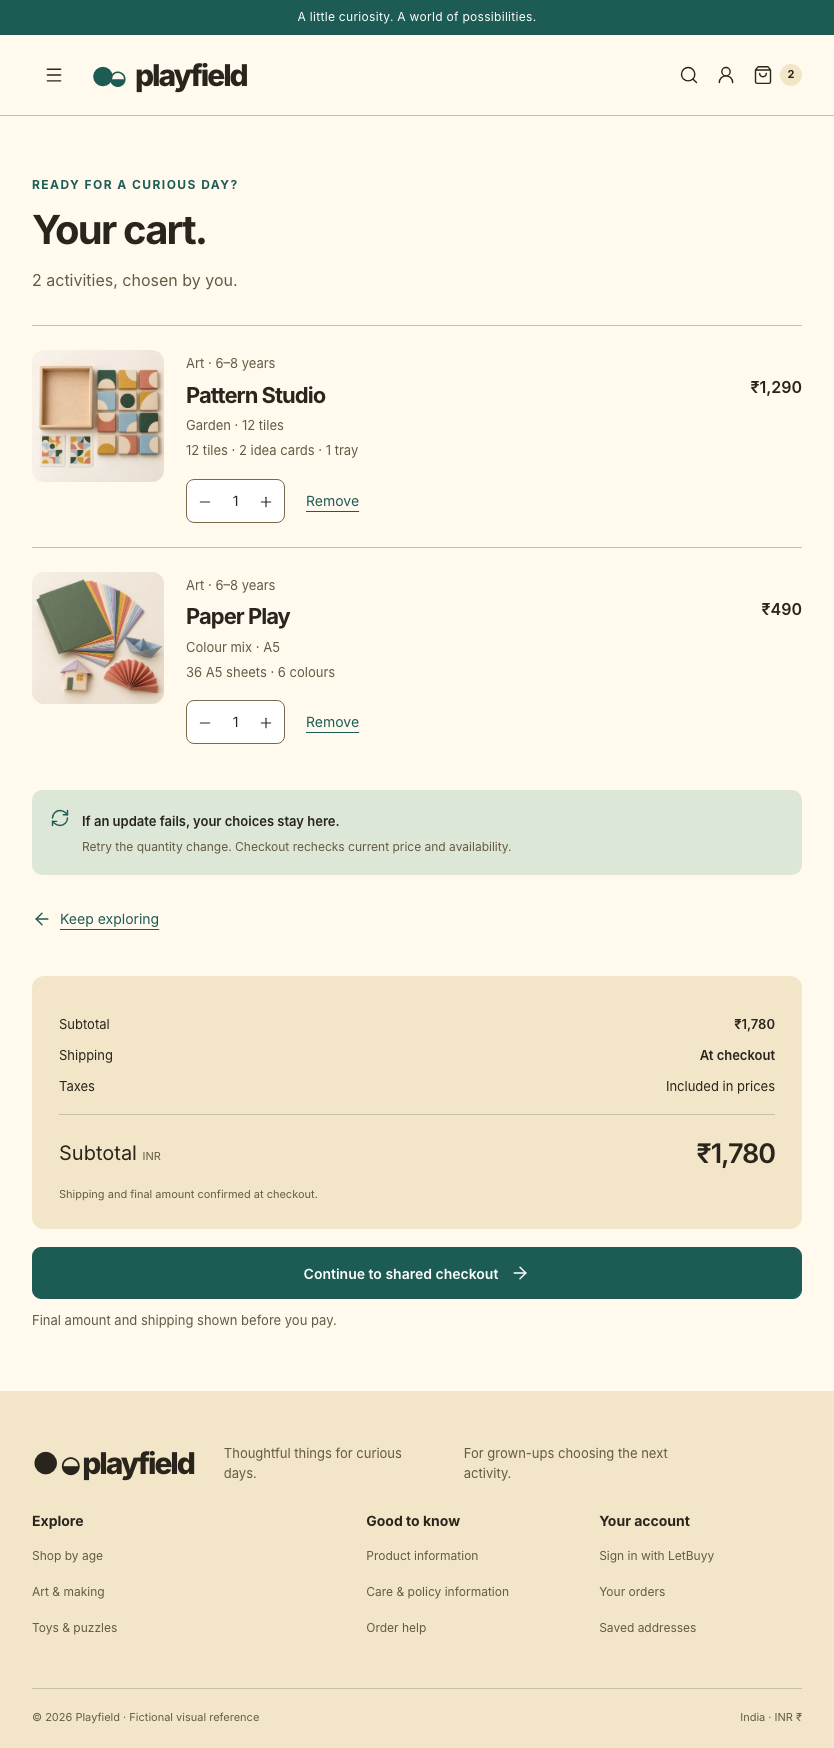 A little curiosity. A world of possibilities.
playfield
2
READY FOR A CURIOUS DAY?
Your cart.
2 activities, chosen by you.
Art · 6–8 years
Pattern Studio
₹1,290
Garden · 12 tiles
12 tiles · 2 idea cards · 1 tray
− 1 +
Remove
Art · 6–8 years
Paper Play
₹490
Colour mix · A5
36 A5 sheets · 6 colours
− 1 +
Remove
If an update fails, your choices stay here.
Retry the quantity change. Checkout rechecks current price and availability.
Keep exploring
Subtotal ₹1,780
Shipping At checkout
Taxes Included in prices
Subtotal INR ₹1,780
Shipping and final amount confirmed at checkout.
Continue to shared checkout
Final amount and shipping shown before you pay.
playfield
Thoughtful things for curious
days.
For grown-ups choosing the next
activity.
Explore
Shop by age
Art & making
Toys & puzzles
Good to know
Product information
Care & policy information
Order help
Your account
Sign in with LetBuyy
Your orders
Saved addresses
© 2026 Playfield · Fictional visual reference
India · INR ₹